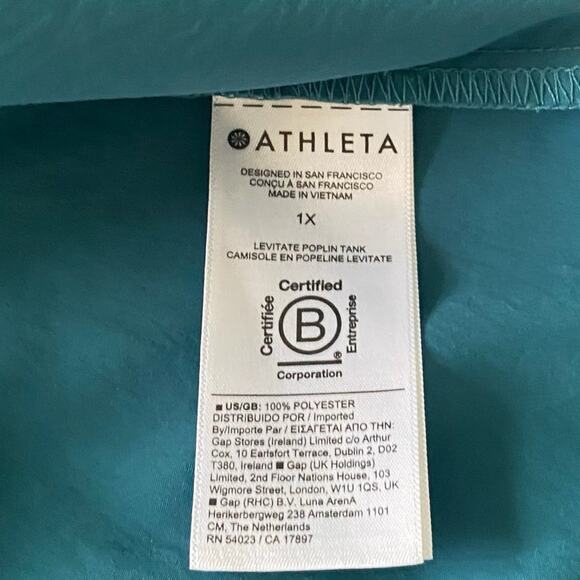 ATHLETA
DESIGNED IN SAN FRANCISCO
CONÇU À SAN FRANCISCO
MADE IN VIETNAM
1X
LEVITATE POPLIN TANK
CAMISOLE EN POPELINE LEVITATE
Certified
Certifiée
B
Entreprise
®
Corporation
■ US/GB: 100% POLYESTER
DISTRIBUIDO POR / Imported
By/Importe Par / ΕΙΣΑΓΕΤΑΙ ΑΠΟ ΤΗΝ:
Gap Stores (Ireland) Limited c/o Arthur
Cox, 10 Earlsfort Terrace, Dublin 2, D02
T380, Ireland ■ Gap (UK Holdings)
Limited, 2nd Floor Nations House, 103
Wigmore Street, London, W1U 1QS, UK
■ Gap (RHC) B.V. Luna ArenA
Herikerbergweg 238 Amsterdam 1101
CM, The Netherlands
RN 54023 / CA 17897